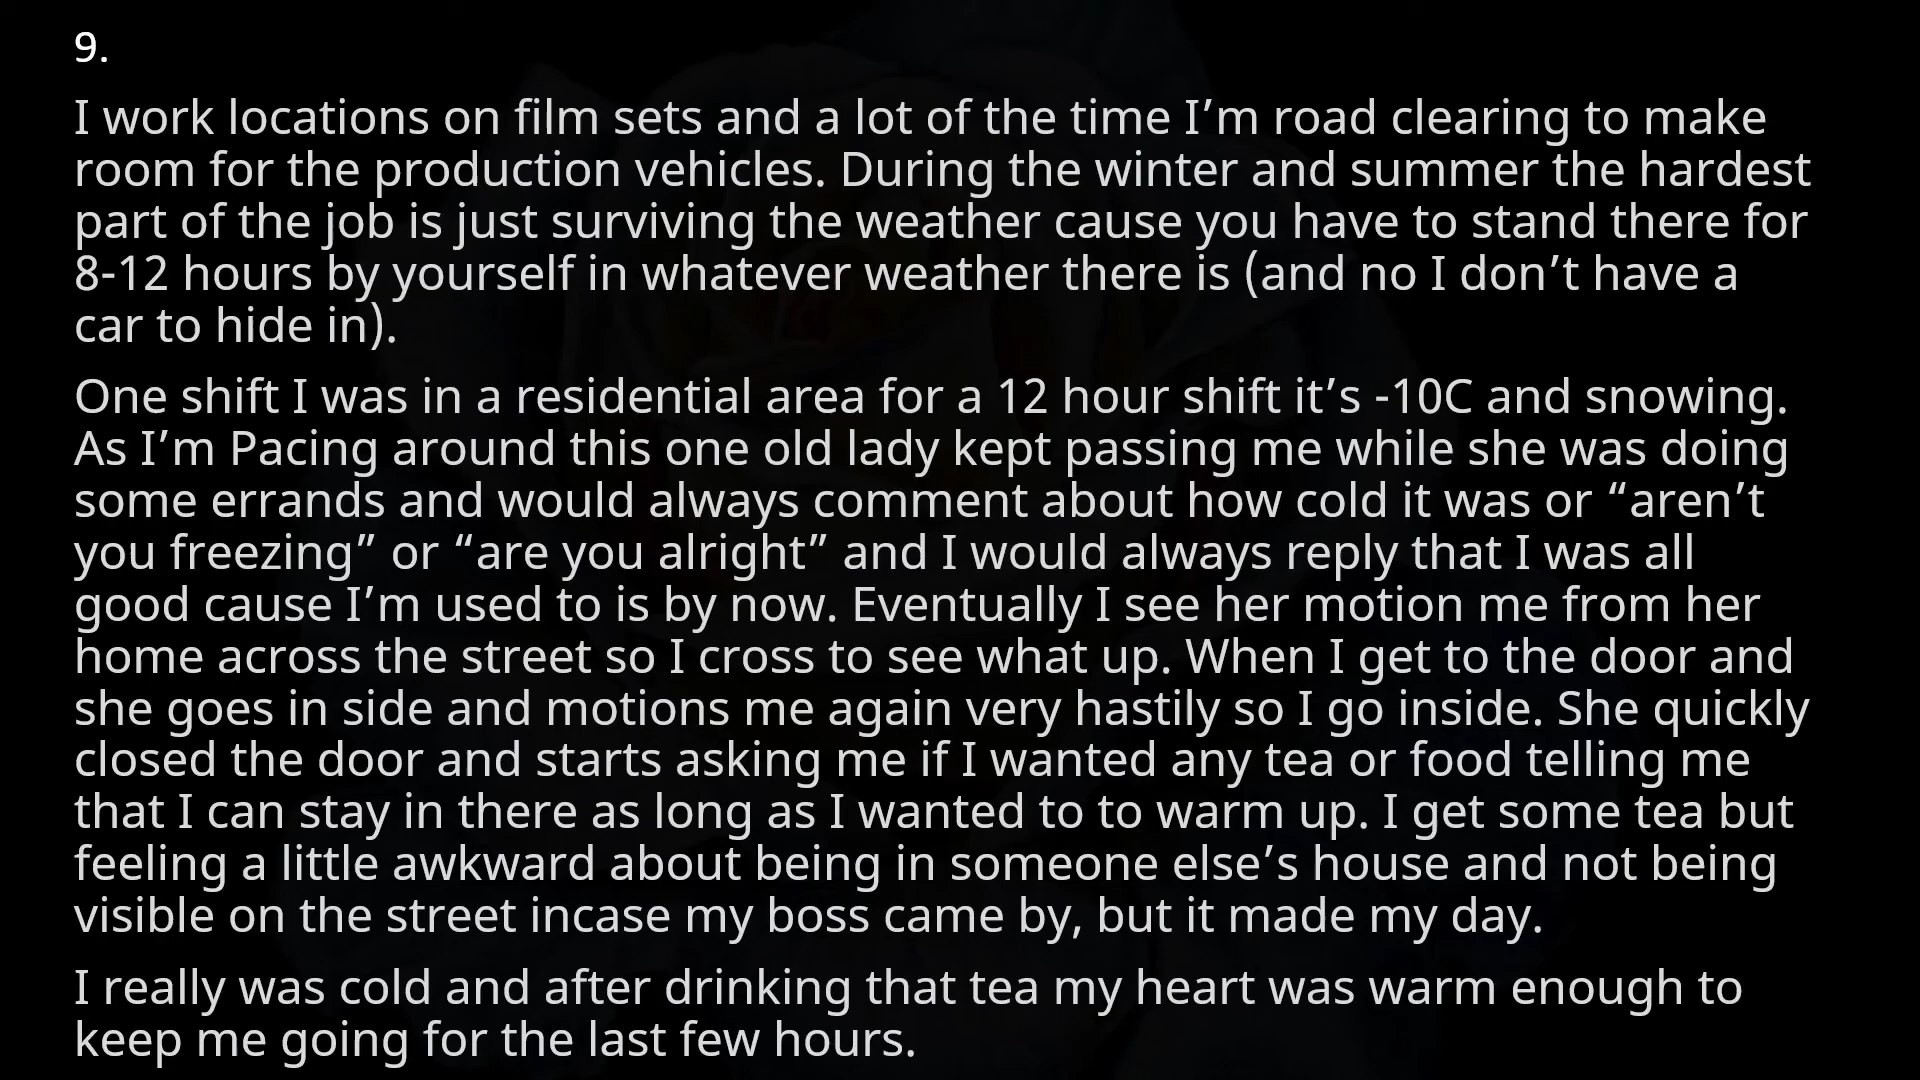 9.
I work locations on film sets and a lot of the time I’m road clearing to make
room for the production vehicles. During the winter and summer the hardest
part of the job is just surviving the weather cause you have to stand there for
8-12 hours by yourself in whatever weather there is (and no I don’t have a
car to hide in).
One shift I was in a residential area for a 12 hour shift it’s -10C and snowing.
As I’m Pacing around this one old lady kept passing me while she was doing
some errands and would always comment about how cold it was or “aren’t
you freezing” or “are you alright” and I would always reply that I was all
good cause I’m used to is by now. Eventually I see her motion me from her
home across the street so I cross to see what up. When I get to the door and
she goes in side and motions me again very hastily so I go inside. She quickly
closed the door and starts asking me if I wanted any tea or food telling me
that I can stay in there as long as I wanted to to warm up. I get some tea but
feeling a little awkward about being in someone else’s house and not being
visible on the street incase my boss came by, but it made my day.
I really was cold and after drinking that tea my heart was warm enough to
keep me going for the last few hours.